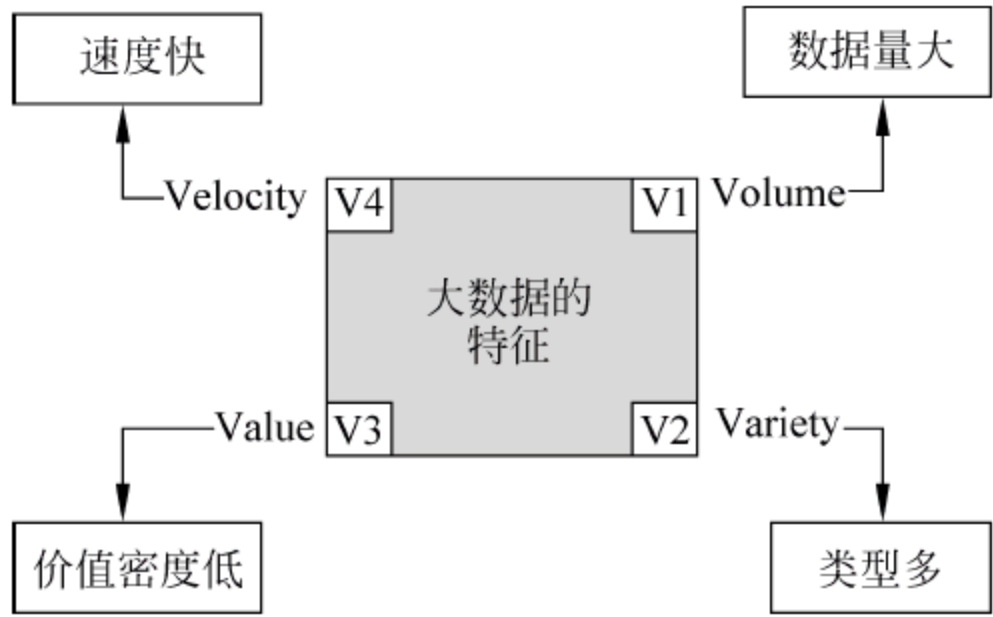 速度快
数据量大
Velocity
V4
V1
Volume
大数据的
特征
Value
V3
V2
Variety
价值密度低
类型多